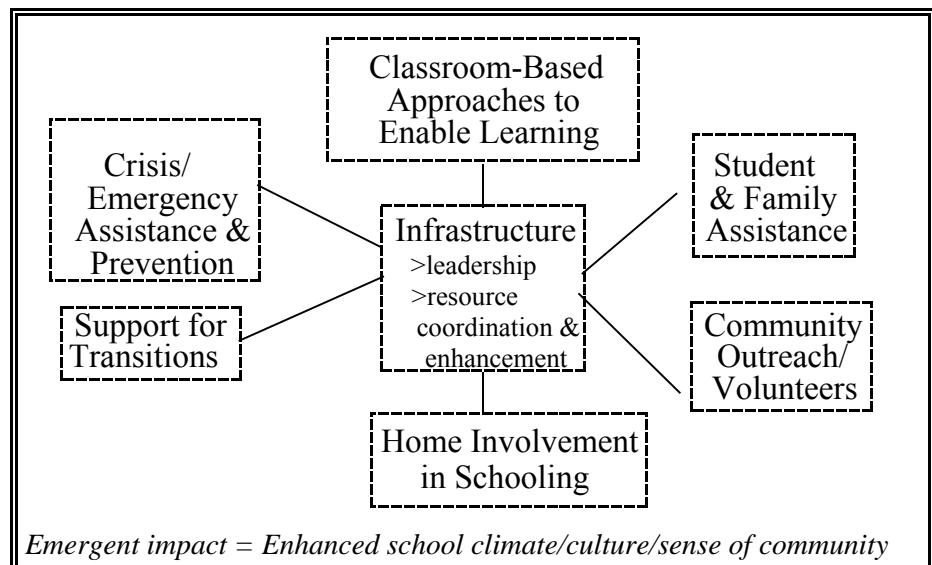 Classroom-Based
Approaches to
Enable Learning
Crisis/
Emergency
Assistance &
Prevention
Student
& Family
Assistance
Infrastructure
>leadership
>resource
coordination &
enhancement
Support for
Transitions
Community
Outreach/
Volunteers
Home Involvement
in Schooling
Emergent impact = Enhanced school climate/culture/sense of community